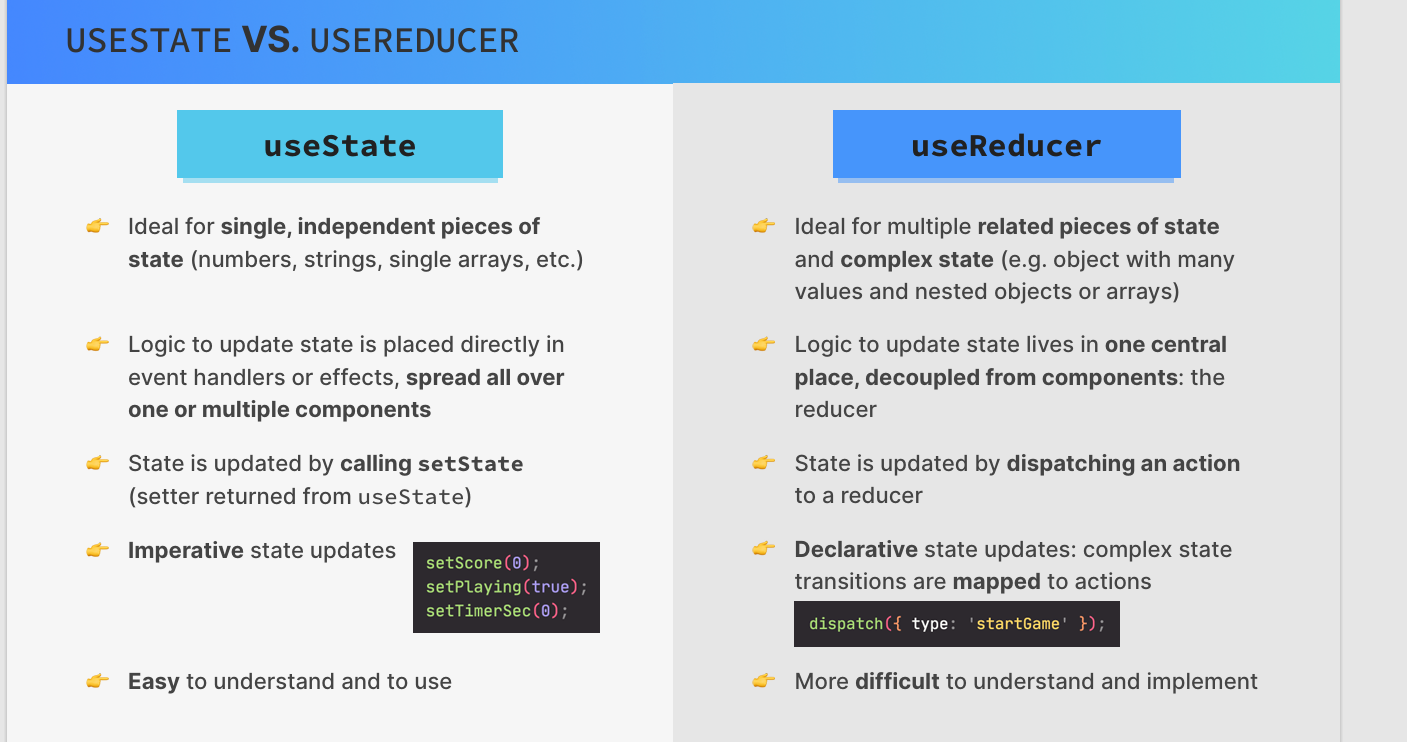 USESTATE VS. USEREDUCER
useState
👉 Ideal for single, independent pieces of
state (numbers, strings, single arrays, etc.)
👉 Logic to update state is placed directly in
event handlers or effects, spread all over
one or multiple components
👉 State is updated by calling setState
(setter returned from useState)
👉 Imperative state updates
setScore(0);
setPlaying(true);
setTimerSec(0);
👉 Easy to understand and to use
useReducer
👉 Ideal for multiple related pieces of state
and complex state (e.g. object with many
values and nested objects or arrays)
👉 Logic to update state lives in one central
place, decoupled from components: the
reducer
👉 State is updated by dispatching an action
to a reducer
👉 Declarative state updates: complex state
transitions are mapped to actions
dispatch({ type: 'startGame' });
👉 More difficult to understand and implement